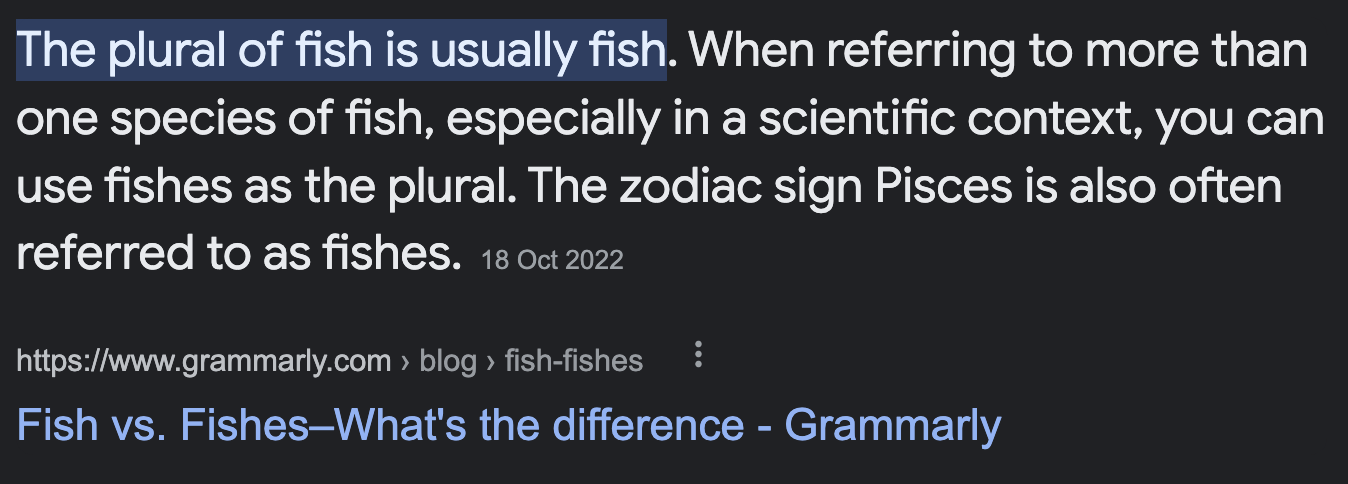 The plural of fish is usually fish. When referring to more than
one species of fish, especially in a scientific context, you can
use fishes as the plural. The zodiac sign Pisces is also often
referred to as fishes. 18 Oct 2022
https://www.grammarly.com › blog › fish-fishes
Fish vs. Fishes–What's the difference - Grammarly